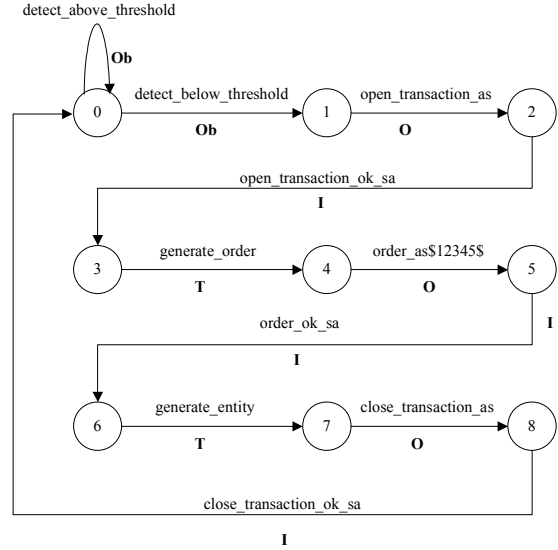 detect_above_threshold
Ob
0
detect_below_threshold
Ob
1
open_transaction_as
O
2
open_transaction_ok_sa
I
3
generate_order
T
4
order_as$12345$
O
5
order_ok_sa
I
I
6
generate_entity
T
7
close_transaction_as
O
8
close_transaction_ok_sa
I